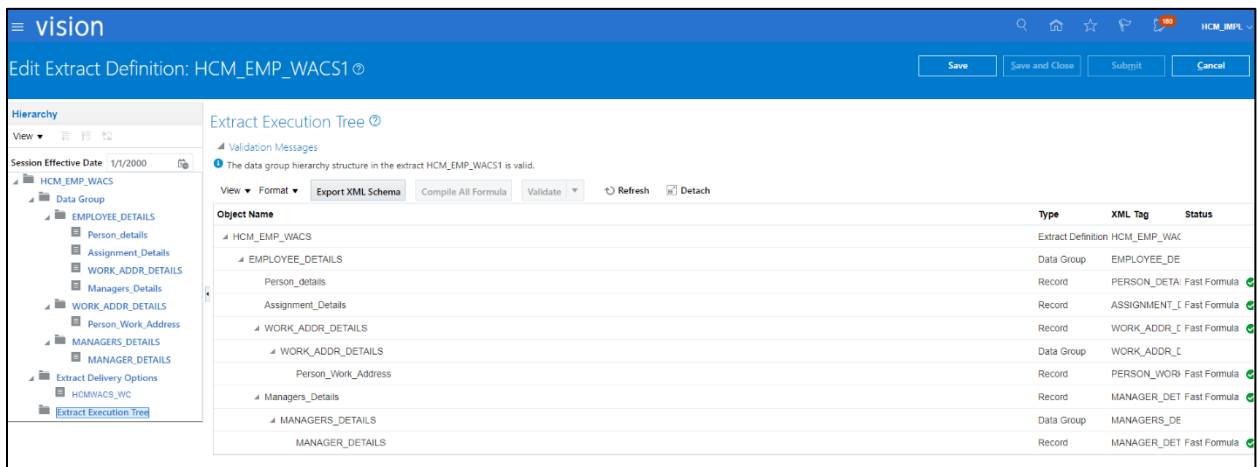 vision
180
HCM_IMPL
Edit Extract Definition: HCM_EMP_WACS1
Save
Save and Close
Submit
Cancel
Hierarchy
View
Session Effective Date 1/1/2000
HCM_EMP_WACS
Data Group
EMPLOYEE_DETAILS
Person_details
Assignment_Details
WORK_ADDR_DETAILS
Managers_Details
WORK_ADDR_DETAILS
Person_Work_Address
MANAGERS_DETAILS
MANAGER_DETAILS
Extract Delivery Options
HCMWACS_WC
Extract Execution Tree
Extract Execution Tree
Validation Messages
The data group hierarchy structure in the extract HCM_EMP_WACS1 is valid.
View Format Export XML Schema Compile All Formula Validate Refresh Detach
Object Name Type XML Tag Status
HCM_EMP_WACS Extract Definition HCM_EMP_WAC
EMPLOYEE_DETAILS Data Group EMPLOYEE_DE
Person_details Record PERSON_DETAI Fast Formula
Assignment_Details Record ASSIGNMENT_ Fast Formula
WORK_ADDR_DETAILS Record WORK_ADDR_ Fast Formula
WORK_ADDR_DETAILS Data Group WORK_ADDR_
Person_Work_Address Record PERSON_WORK Fast Formula
Managers_Details Record MANAGER_DET Fast Formula
MANAGERS_DETAILS Data Group MANAGERS_DE
MANAGER_DETAILS Record MANAGER_DET Fast Formula